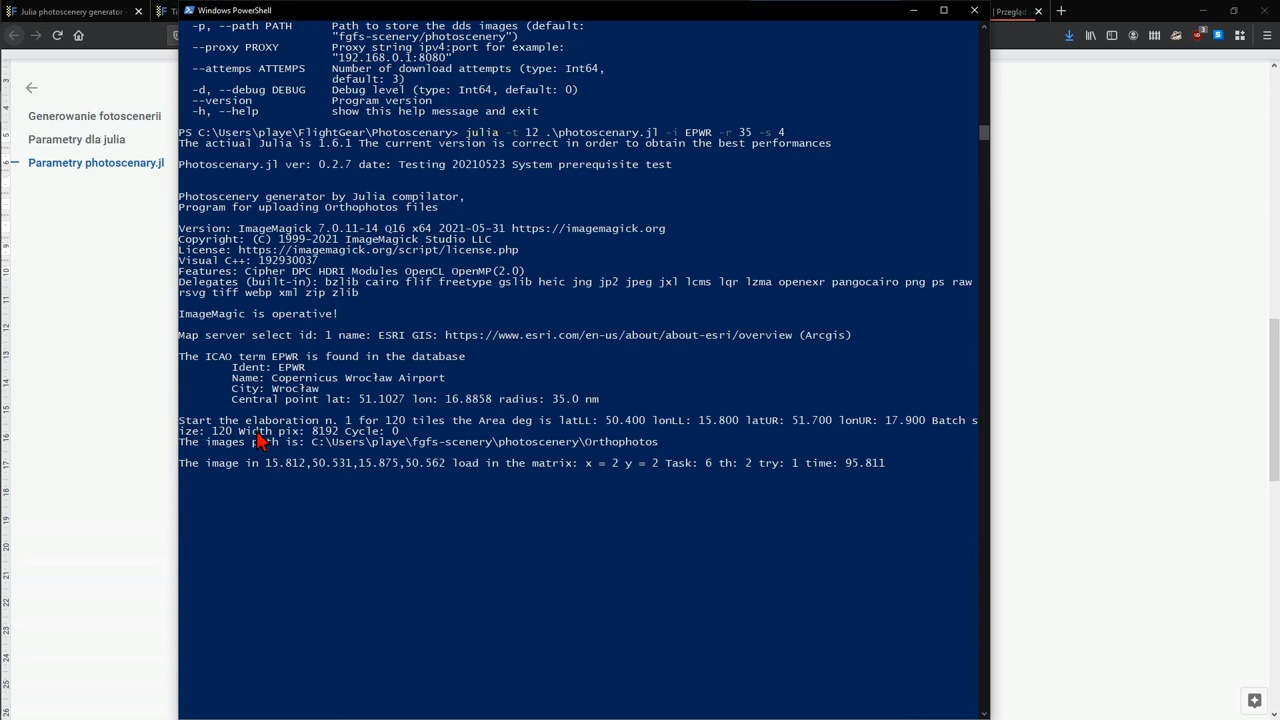 Julia photoscenery generator
Windows PowerShell
Przegląd
Generowanie fotoscenerii
Parametry dla julia
Parametry photoscenary.jl
-p, --path PATH Path to store the dds images (default:
"fgfs-scenery/photoscenery")
--proxy PROXY Proxy string ipv4:port for example:
"192.168.0.1:8080"
--attemps ATTEMPS Number of download attempts (type: Int64,
default: 3)
-d, --debug DEBUG Debug level (type: Int64, default: 0)
--version Program version
-h, --help show this help message and exit
PS C:\Users\playe\FlightGear\Photoscenary> julia -t 12 .\photoscenary.jl -i EPWR -r 35 -s 4
The actiual Julia is 1.6.1 The current version is correct in order to obtain the best performances
Photoscenary.jl ver: 0.2.7 date: Testing 20210523 System prerequisite test
Photoscenery generator by Julia compilator,
Program for uploading Orthophotos files
Version: ImageMagick 7.0.11-14 Q16 x64 2021-05-31 https://imagemagick.org
Copyright: (C) 1999-2021 ImageMagick Studio LLC
License: https://imagemagick.org/script/license.php
Visual C++: 192930037
Features: Cipher DPC HDRI Modules OpenCL OpenMP(2.0)
Delegates (built-in): bzlib cairo flif freetype gslib heic jng jp2 jpeg jxl lcms lqr lzma openexr pangocairo png ps raw
rsvg tiff webp xml zip zlib
ImageMagic is operative!
Map server select id: 1 name: ESRI GIS: https://www.esri.com/en-us/about/about-esri/overview (Arcgis)
The ICAO term EPWR is found in the database
Ident: EPWR
Name: Copernicus Wrocław Airport
City: Wrocław
Central point lat: 51.1027 lon: 16.8858 radius: 35.0 nm
Start the elaboration n. 1 for 120 tiles the Area deg is latLL: 50.400 lonLL: 15.800 latUR: 51.700 lonUR: 17.900 Batch s
ize: 120 Width pix: 8192 Cycle: 0
The images path is: C:\Users\playe\fgfs-scenery\photoscenery\Orthophotos
The image in 15.812,50.531,15.875,50.562 load in the matrix: x = 2 y = 2 Task: 6 th: 2 try: 1 time: 95.811